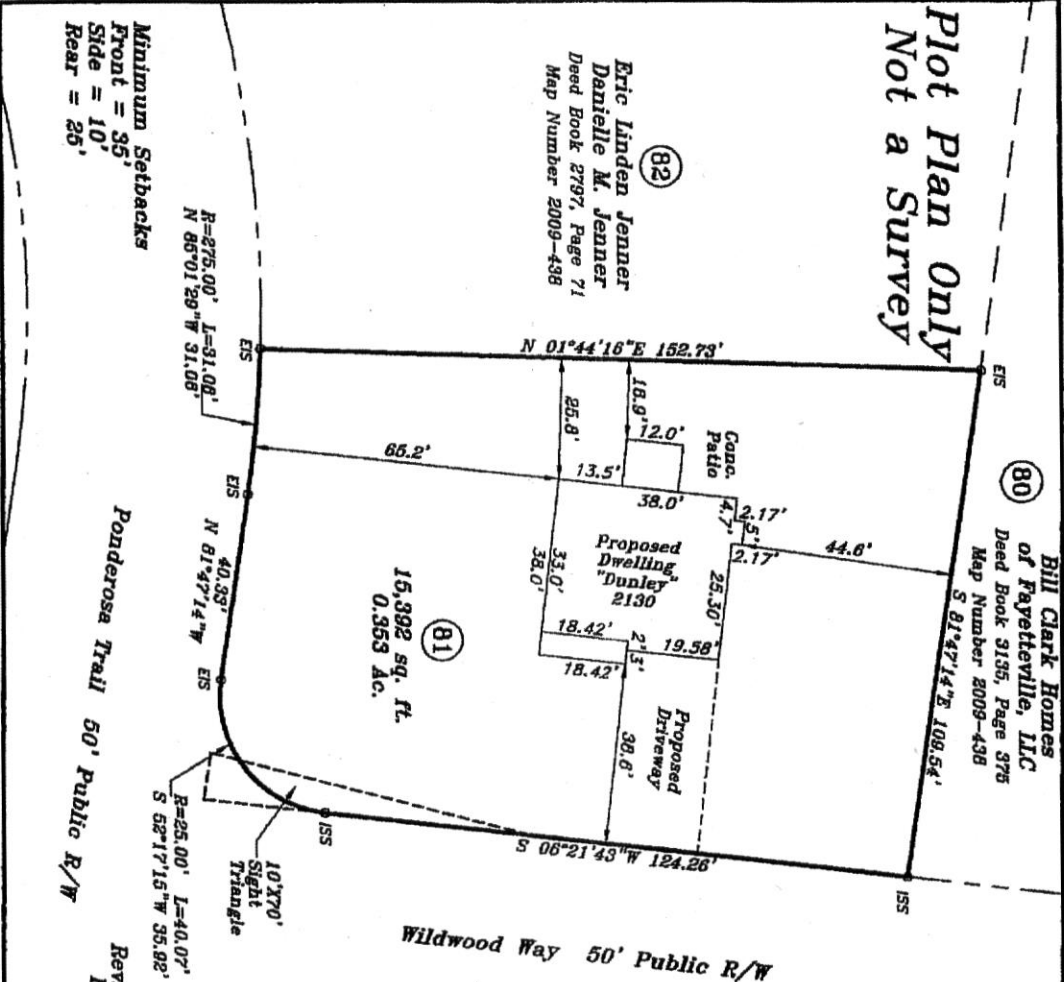 Plot Plan Only
Not a Survey
Bill Clark Homes
of Fayetteville, LLC
Deed Book 3135, Page 375
Map Number 2009-438
80
82
Eric Linden Jenner
Danielle M. Jenner
Deed Book 2797, Page 71
Map Number 2009-438
Minimum Setbacks
Front = 35'
Side = 10'
Rear = 25'
EIS
S 81°47'14"E 109.54'
ISS
N 01°44'16"E 152.73'
18.9'
25.8'
12.0'
Conc.
Patio
13.5'
38.0'
4.7'
2.17'
5'
2.17'
44.6'
25.30'
Proposed
Dwelling
"Dunley"
2130
33.0'
38.0'
18.42'
18.42'
2'
3'
19.58'
Proposed
Driveway
38.6'
65.2'
81
15,392 sq. ft.
0.353 Ac.
EIS
R=275.00' L=31.08'
N 85°01'29"W 31.06'
EIS
40.33'
N 81°47'14"W
EIS
ISS
S 06°21'43"W 124.26'
10'X70'
Sight
Triangle
R=25.00' L=40.07'
S 52°17'15"W 35.92'
Ponderosa Trail 50' Public R/W
Wildwood Way 50' Public R/W